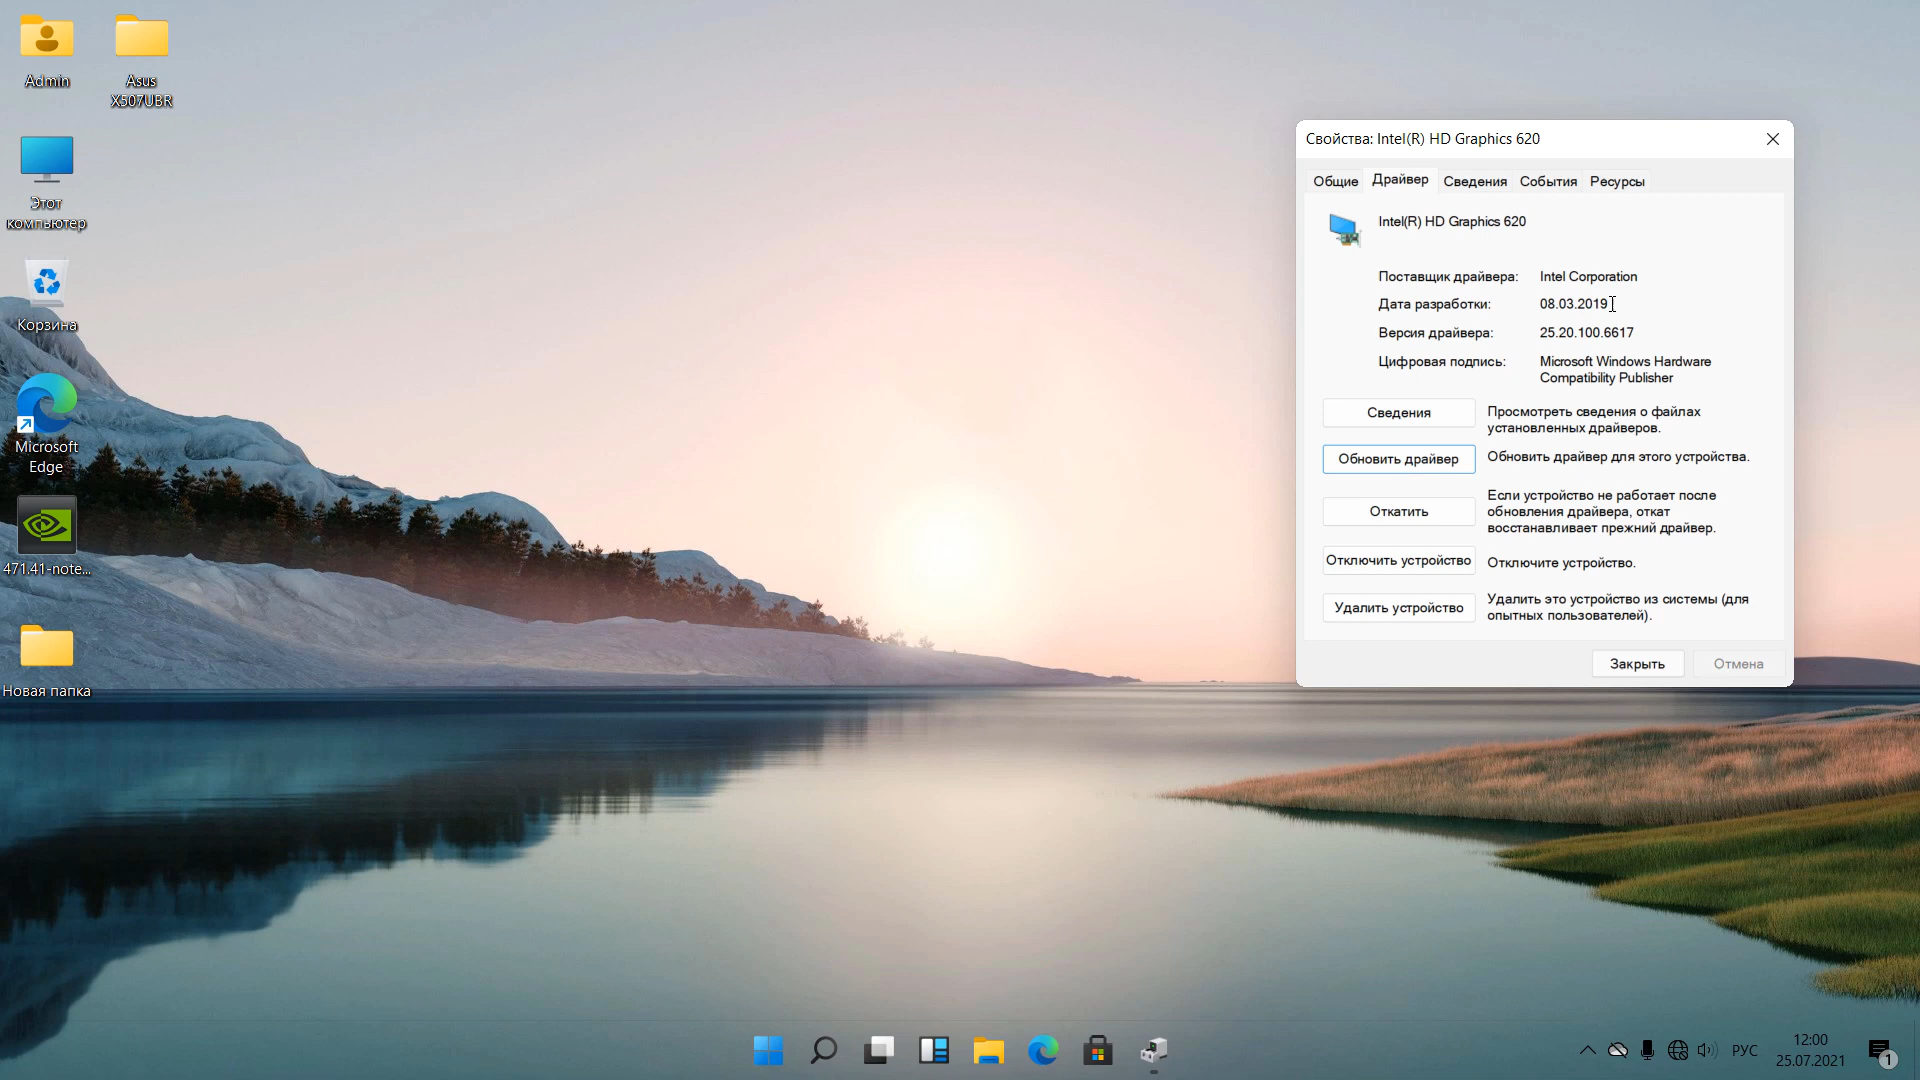 Admin
Asus
X507UBR
Этот
компьютер
Корзина
Microsoft
Edge
471.41-note...
Новая папка
Свойства: Intel(R) HD Graphics 620
Общие Драйвер Сведения События Ресурсы
Intel(R) HD Graphics 620
Поставщик драйвера: Intel Corporation
Дата разработки: 08.03.2019
Версия драйвера: 25.20.100.6617
Цифровая подпись: Microsoft Windows Hardware
Compatibility Publisher
Сведения
Просмотреть сведения о файлах
установленных драйверов.
Обновить драйвер
Обновить драйвер для этого устройства.
Откатить
Если устройство не работает после
обновления драйвера, откат
восстанавливает прежний драйвер.
Отключить устройство
Отключите устройство.
Удалить устройство
Удалить это устройство из системы (для
опытных пользователей).
Закрыть Отмена
РУС
12:00
25.07.2021
1